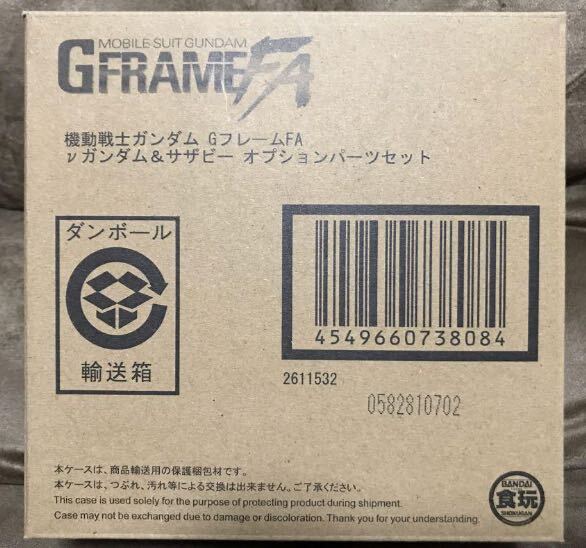 MOBILE SUIT GUNDAM
GFRAMEFA
機動戦士ガンダム GフレームFA
νガンダム＆サザビー オプションパーツセット
ダンボール
輸送箱
4549660738084
2611532
0582810702
本ケースは、商品輸送用の保護梱包材です。
本ケースは、つぶれ、汚れ等による交換は出来ません。ご了承ください。
This case is used solely for the purpose of protecting product during shipment.
Case may not be exchanged due to damage or discoloration. Thank you for your understanding.
BANDAI
食玩
SHOKUGAN